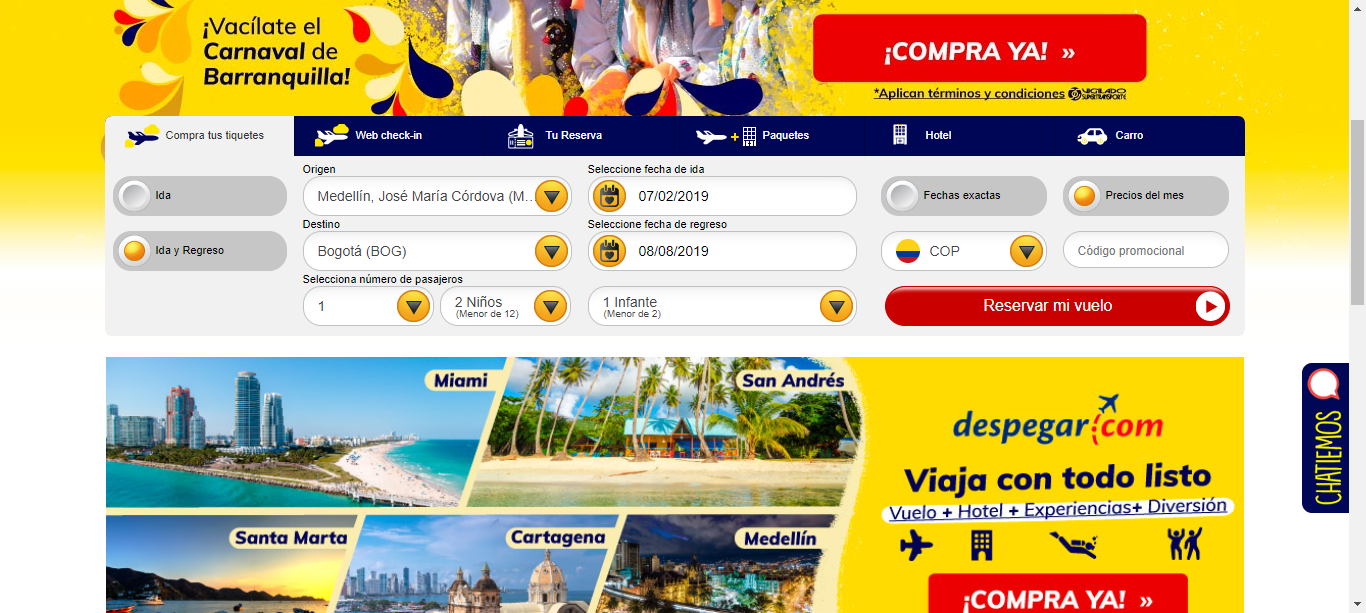 ¡Vacílate el
Carnaval de
Barranquilla!
¡COMPRA YA! »
*Aplican términos y condiciones VIGILADO
SUPERTRANSPORTE
Compra tus tiquetes
Web check-in
Tu Reserva
Paquetes
Hotel
Carro
Origen
Seleccione fecha de ida
Ida
Medellín, José María Córdova (M...
07/02/2019
Fechas exactas
Precios del mes
Destino
Seleccione fecha de regreso
Ida y Regreso
Bogotá (BOG)
08/08/2019
COP
Código promocional
Selecciona número de pasajeros
1
2 Niños
(Menor de 12)
1 Infante
(Menor de 2)
Reservar mi vuelo
Miami
San Andrés
despegar.com
Viaja con todo listo
Vuelo + Hotel + Experiencias+ Diversión
Santa Marta
Cartagena
Medellín
¡COMPRA YA! »
CHATIEMOS